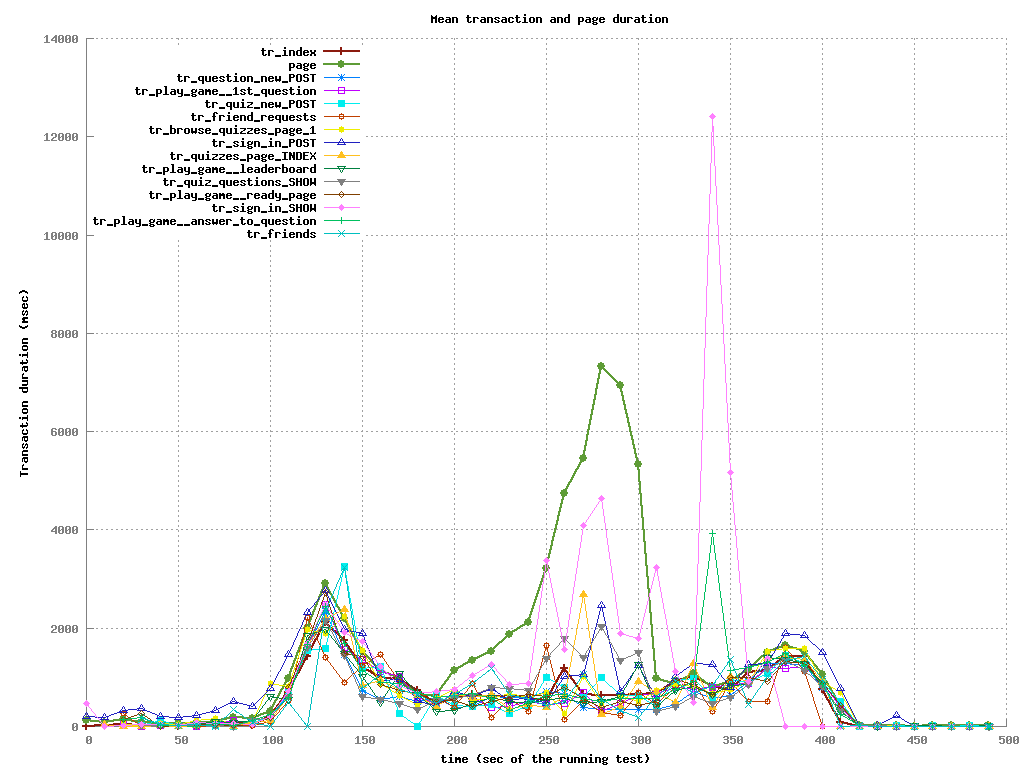 Mean transaction and page duration
14000
12000
10000
8000
6000
4000
2000
0
Transaction duration (msec)
tr_index
page
tr_question_new_POST
tr_play_game__1st_question
tr_quiz_new_POST
tr_friend_requests
tr_browse_quizzes_page_1
tr_sign_in_POST
tr_quizzes_page_INDEX
tr_play_game__leaderboard
tr_quiz_questions_SHOW
tr_play_game__ready_page
tr_sign_in_SHOW
tr_play_game__answer_to_question
tr_friends
0 50 100 150 200 250 300 350 400 450 500
time (sec of the running test)